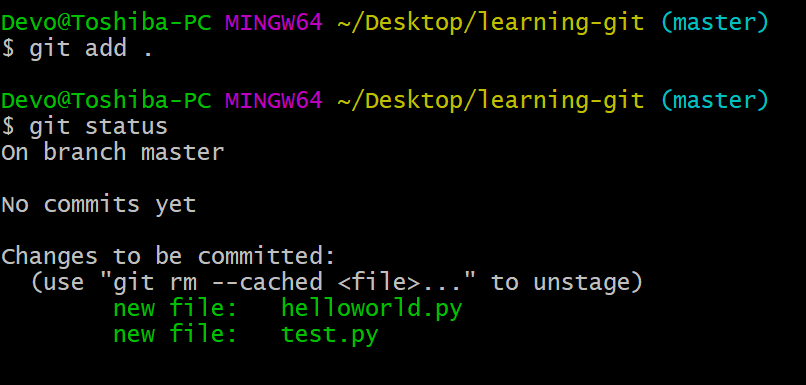 Devo@Toshiba-PC MINGW64 ~/Desktop/learning-git (master)
$ git add .
Devo@Toshiba-PC MINGW64 ~/Desktop/learning-git (master)
$ git status
On branch master
No commits yet
Changes to be committed:
  (use "git rm --cached <file>..." to unstage)
        new file:   helloworld.py
        new file:   test.py